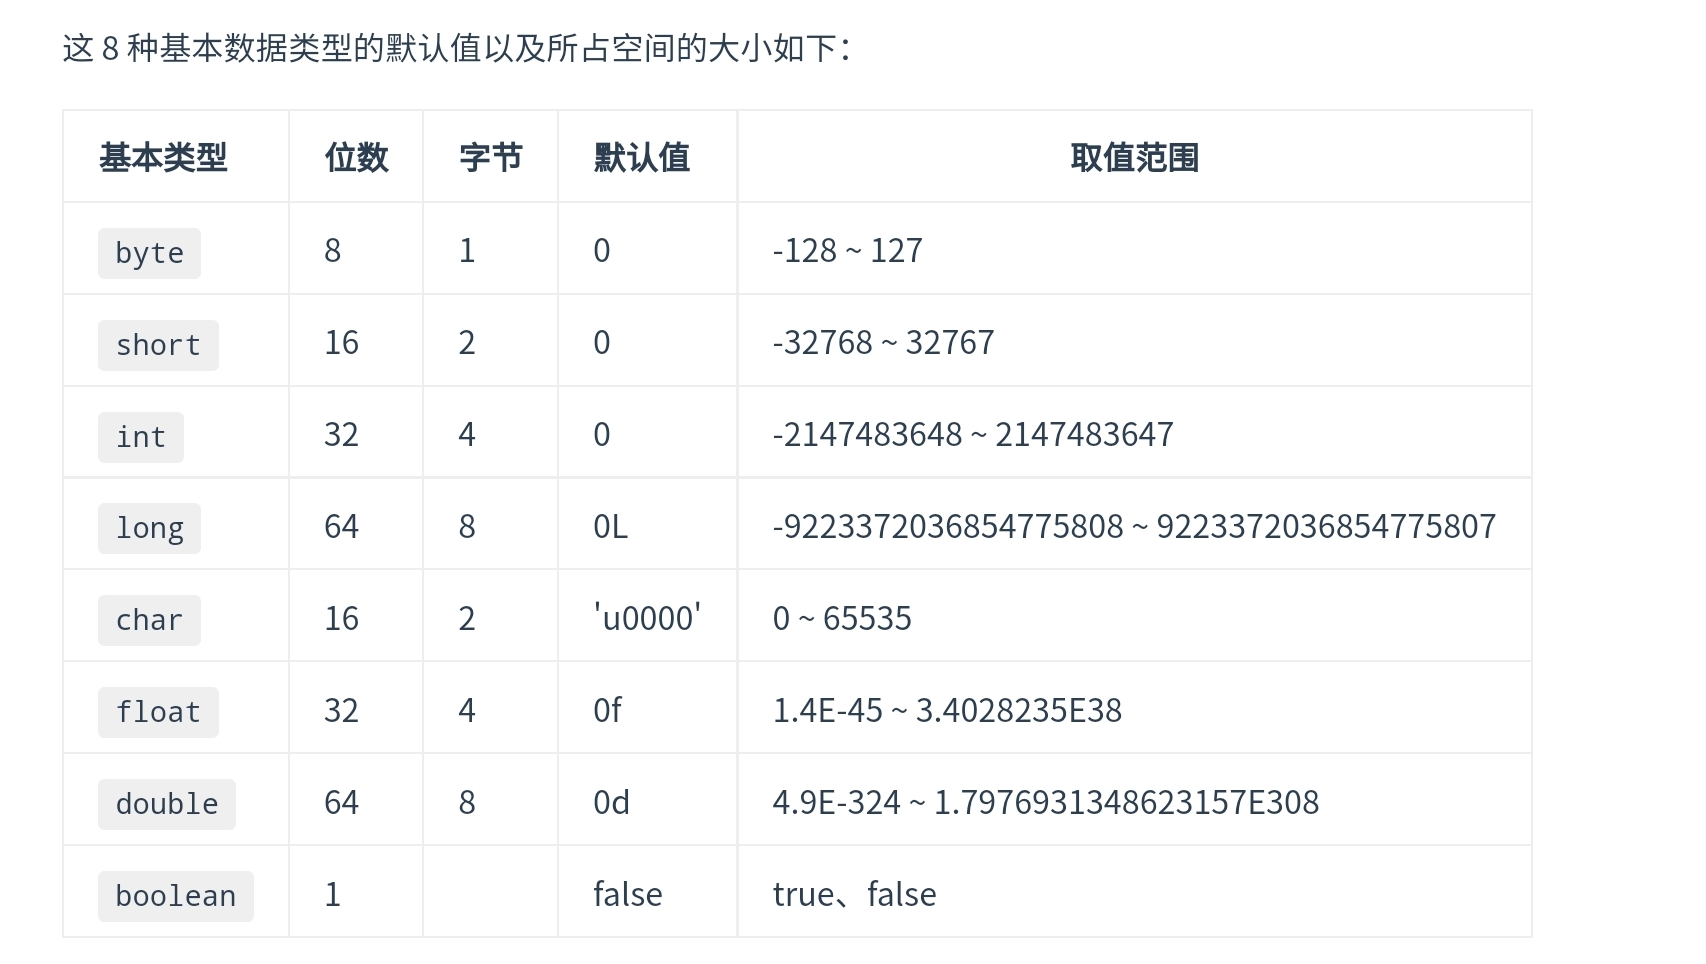 这 8 种基本数据类型的默认值以及所占空间的大小如下：
基本类型 位数 字节 默认值 取值范围
byte 8 1 0 -128 ~ 127
short 16 2 0 -32768 ~ 32767
int 32 4 0 -2147483648 ~ 2147483647
long 64 8 0L -9223372036854775808 ~ 9223372036854775807
char 16 2 'u0000' 0 ~ 65535
float 32 4 0f 1.4E-45 ~ 3.4028235E38
double 64 8 0d 4.9E-324 ~ 1.7976931348623157E308
boolean 1 false true、false